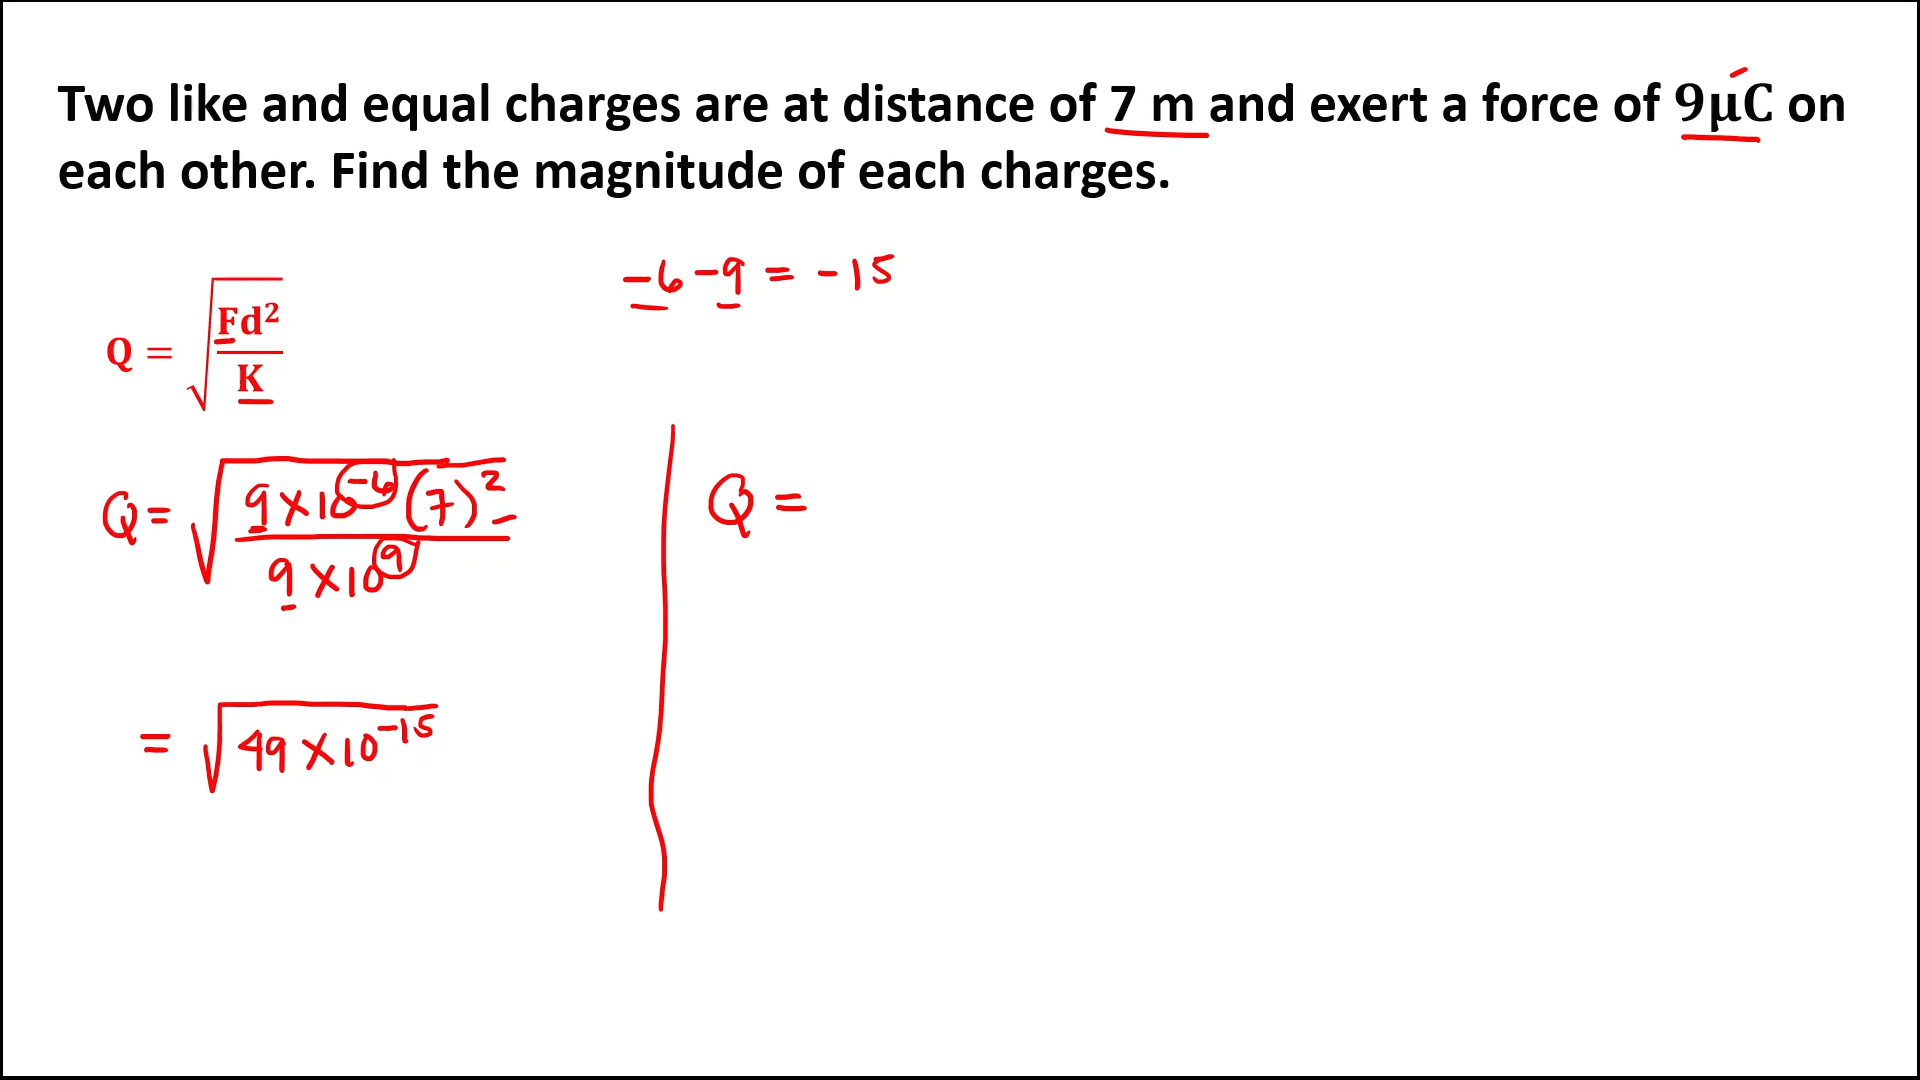 Two like and equal charges are at distance of 7 m and exert a force of 9μC on
each other. Find the magnitude of each charges.
-6 -9 = -15
Q = √(Fd²/K)
Q = √(9×10⁻⁶(7)²/9×10⁹)
Q =
= √(49×10⁻¹⁵)